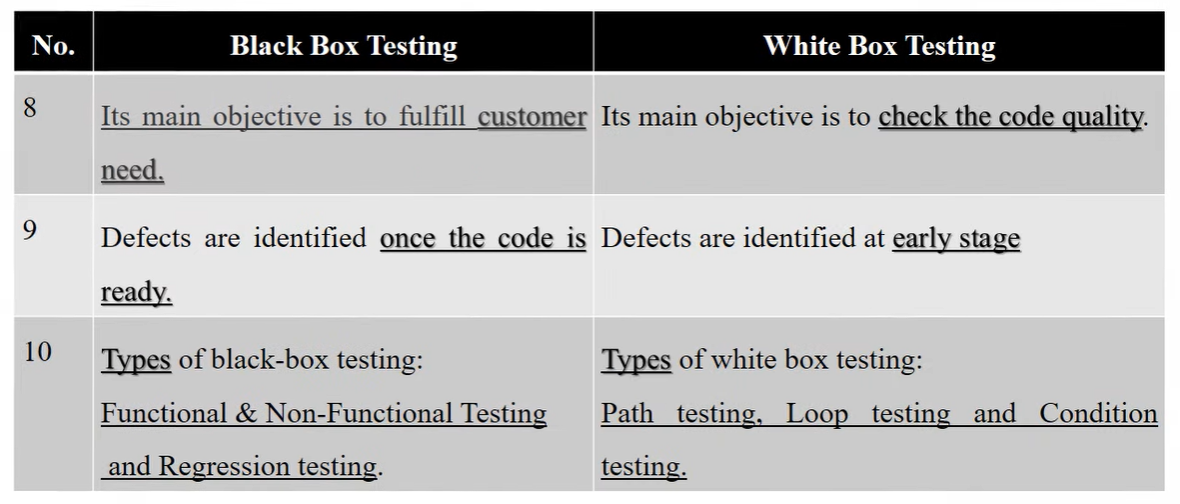 No. Black Box Testing White Box Testing
8 Its main objective is to fulfill customer need. Its main objective is to check the code quality.
9 Defects are identified once the code is ready. Defects are identified at early stage
10 Types of black-box testing:
Functional & Non-Functional Testing
and Regression testing.
Types of white box testing:
Path testing, Loop testing and Condition
testing.